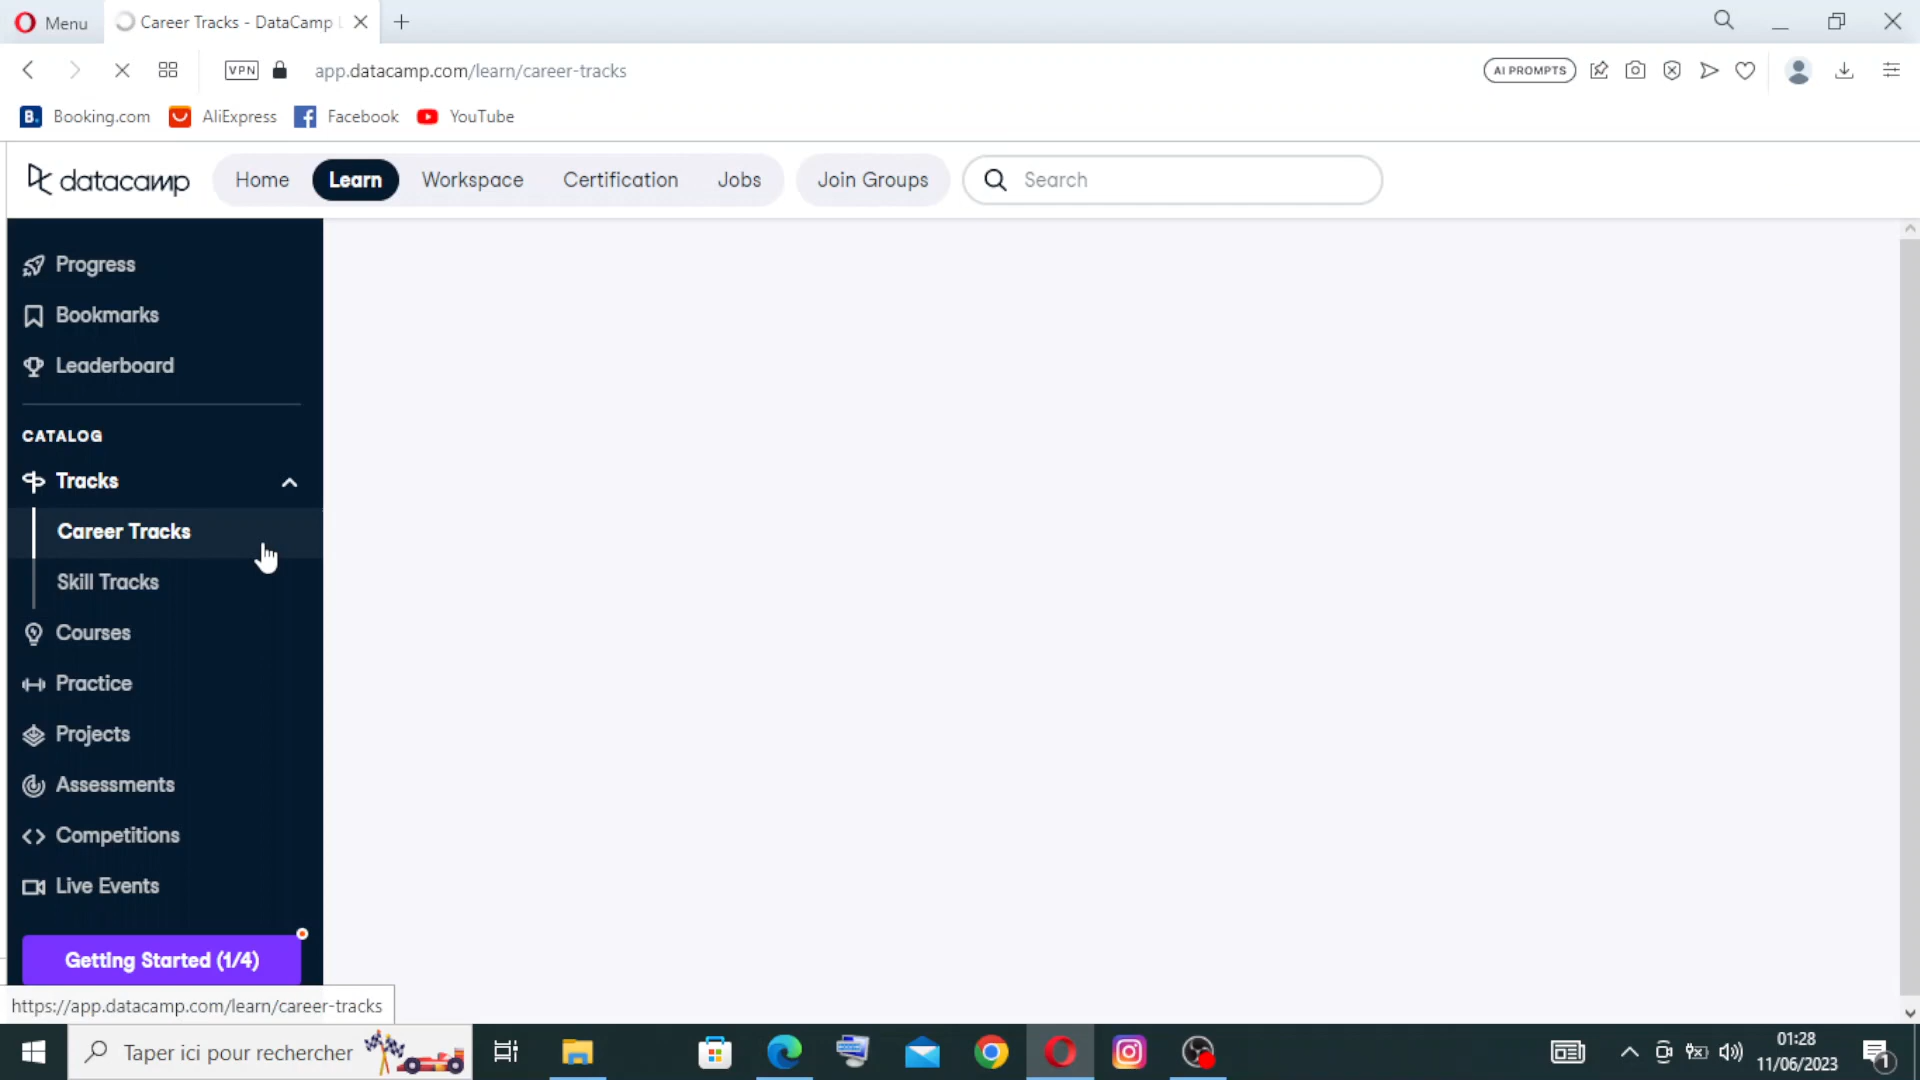 Menu
Career Tracks - DataCamp
VPN
app.datacamp.com/learn/career-tracks
AI PROMPTS
B. Booking.com AliExpress Facebook YouTube
datacamp Home Learn Workspace Certification Jobs Join Groups Search
Progress
Bookmarks
Leaderboard
CATALOG
Tracks
Career Tracks
Skill Tracks
Courses
Practice
Projects
Assessments
Competitions
Live Events
Getting Started (1/4)
https://app.datacamp.com/learn/career-tracks
Taper ici pour rechercher
01:28
11/06/2023
1